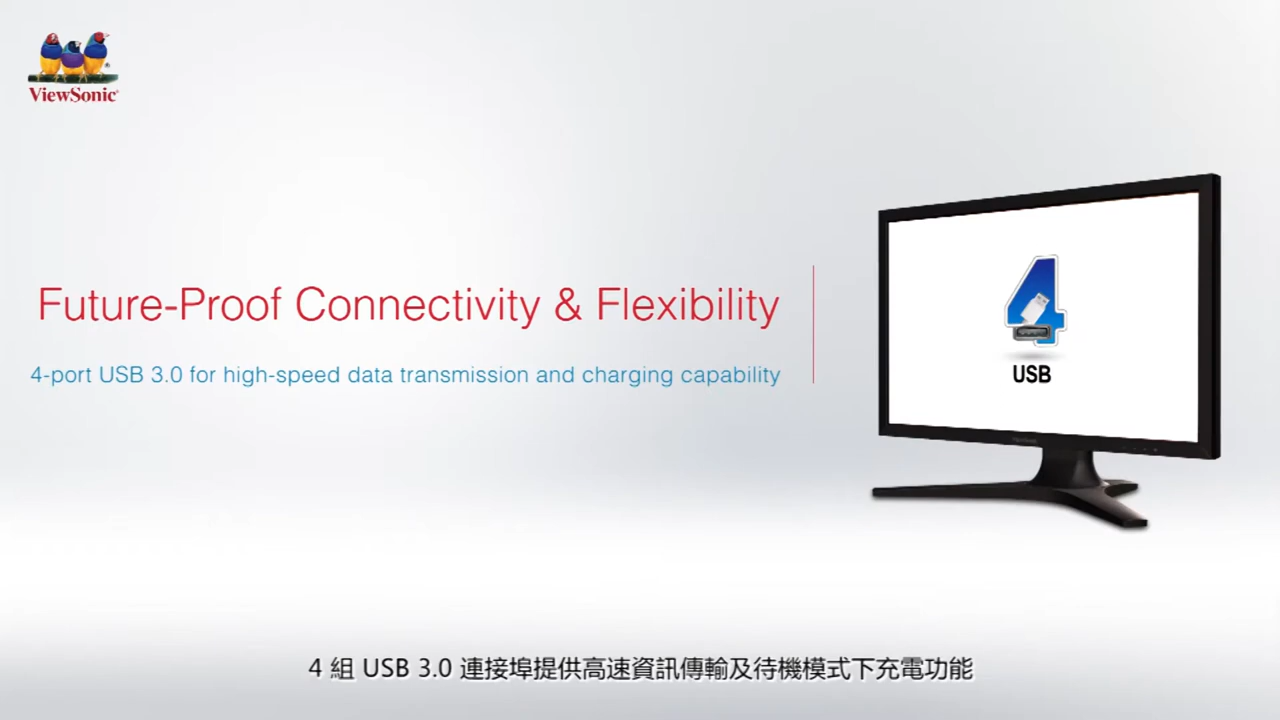 ViewSonic
Future-Proof Connectivity & Flexibility
4-port USB 3.0 for high-speed data transmission and charging capability
4
USB
4 組 USB 3.0 連接埠提供高速資訊傳輸及待機模式下充電功能